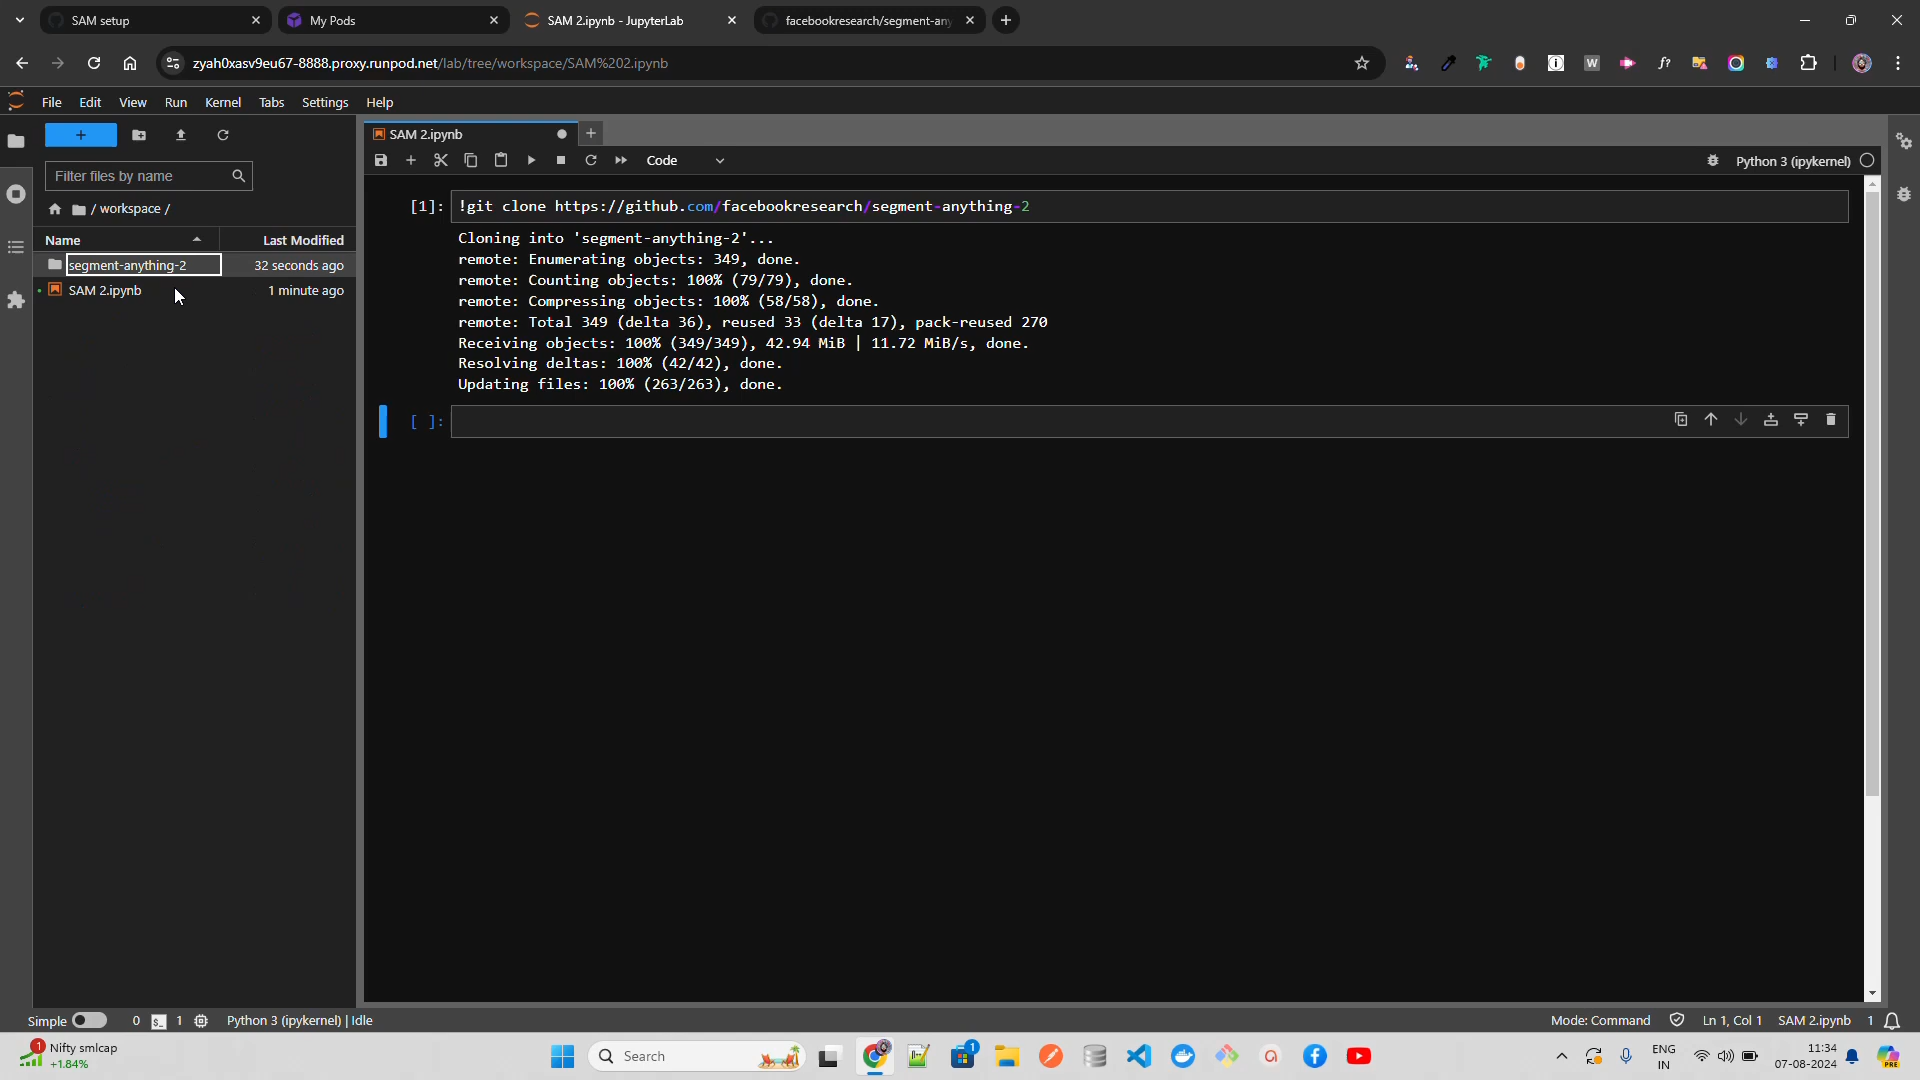 SAM setup
My Pods
SAM 2.ipynb - JupyterLab
facebookresearch/segment-any
zyah0xasv9eu67-8888.proxy.runpod.net/lab/tree/workspace/SAM%202.ipynb
File Edit View Run Kernel Tabs Settings Help
Filter files by name
/ workspace /
Name Last Modified
segment-anything-2 32 seconds ago
SAM 2.ipynb 1 minute ago
SAM 2.ipynb
Code
Python 3 (ipykernel)
[1]: !git clone https://github.com/facebookresearch/segment-anything-2
Cloning into 'segment-anything-2'...
remote: Enumerating objects: 349, done.
remote: Counting objects: 100% (79/79), done.
remote: Compressing objects: 100% (58/58), done.
remote: Total 349 (delta 36), reused 33 (delta 17), pack-reused 270
Receiving objects: 100% (349/349), 42.94 MiB | 11.72 MiB/s, done.
Resolving deltas: 100% (42/42), done.
Updating files: 100% (263/263), done.
[ ]:
Simple 0 $_ 1 Python 3 (ipykernel) | Idle
Mode: Command Ln 1, Col 1 SAM 2.ipynb 1
1 Nifty smlcap
+1.84%
Search
1
ENG
IN
11:34
07-08-2024
PRE